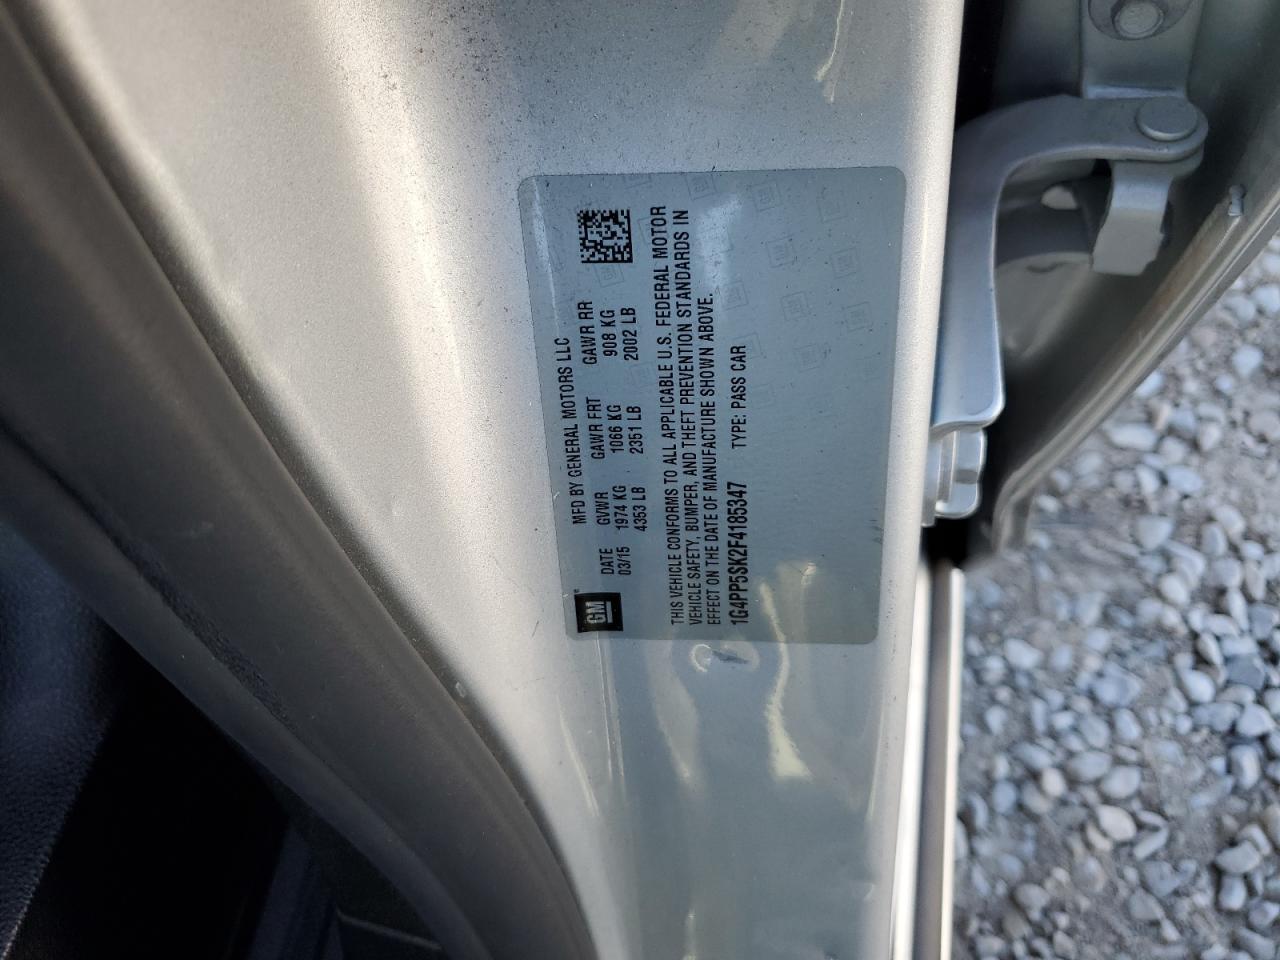 MFD BY GENERAL MOTORS LLC
GM
DATE GVWR GAWR FRT GAWR RR
03/15 1974 KG 1066 KG 908 KG
4353 LB 2351 LB 2002 LB
THIS VEHICLE CONFORMS TO ALL APPLICABLE U.S. FEDERAL MOTOR
VEHICLE SAFETY, BUMPER, AND THEFT PREVENTION STANDARDS IN
EFFECT ON THE DATE OF MANUFACTURE SHOWN ABOVE.
1G4PP5SK2F4185347 TYPE: PASS CAR